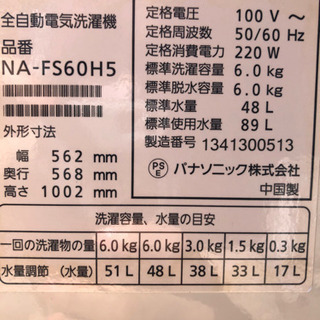 全自動電気洗濯機
品番
NA-FS60H5
外形寸法
幅 562 mm
奥行 568 mm
高さ 1002 mm
定格電圧 100 V～
定格周波数 50/60 Hz
定格消費電力 220 W
標準洗濯容量 6.0 kg
標準脱水容量 6.0 kg
標準水量 48 L
標準使用水量 89 L
製造番号 1341300513
PS E パナソニック株式会社
中国製
洗濯容量、水量の目安
一回の洗濯物の量 6.0 kg 6.0 kg 3.0 kg 1.5 kg 0.3 kg
水量調節（水量） 51 L 48 L 38 L 33 L 17 L